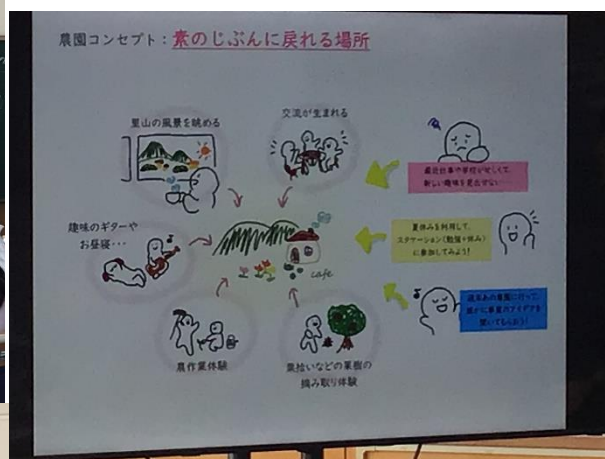 農園コンセプト：素のじぶんに戻れる場所
里山の風景を眺める
交流が生まれる
最近仕事や学校が忙しくて、
新しい趣味を見出せない…
趣味のギターや
お昼寝・・・
夏休みを利用して、
スタケーション（勉強＋休み）
に参加してみよう！
cafe
週末あの農園に行って、
誰かに事業のアイデアを
聞いてもらおう！
農作業体験
栗拾いなどの果樹の
摘み取り体験